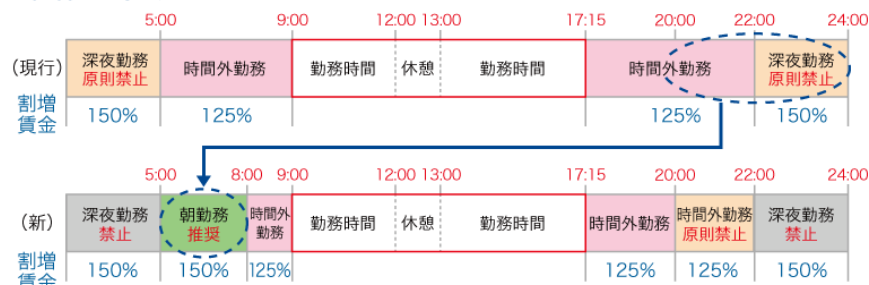 5:00 9:00 12:00 13:00 17:15 20:00 22:00 24:00
(現行) 深夜勤務 原則禁止 時間外勤務 勤務時間 休憩 勤務時間 時間外勤務 深夜勤務 原則禁止
割増賃金 150% 125% 125% 150%
5:00 8:00 9:00 12:00 13:00 17:15 20:00 22:00 24:00
(新) 深夜勤務 禁止 朝勤務 推奨 時間外勤務 勤務時間 休憩 勤務時間 時間外勤務 時間外勤務 原則禁止 深夜勤務 禁止
割増賃金 150% 150% 125% 125% 125% 150%